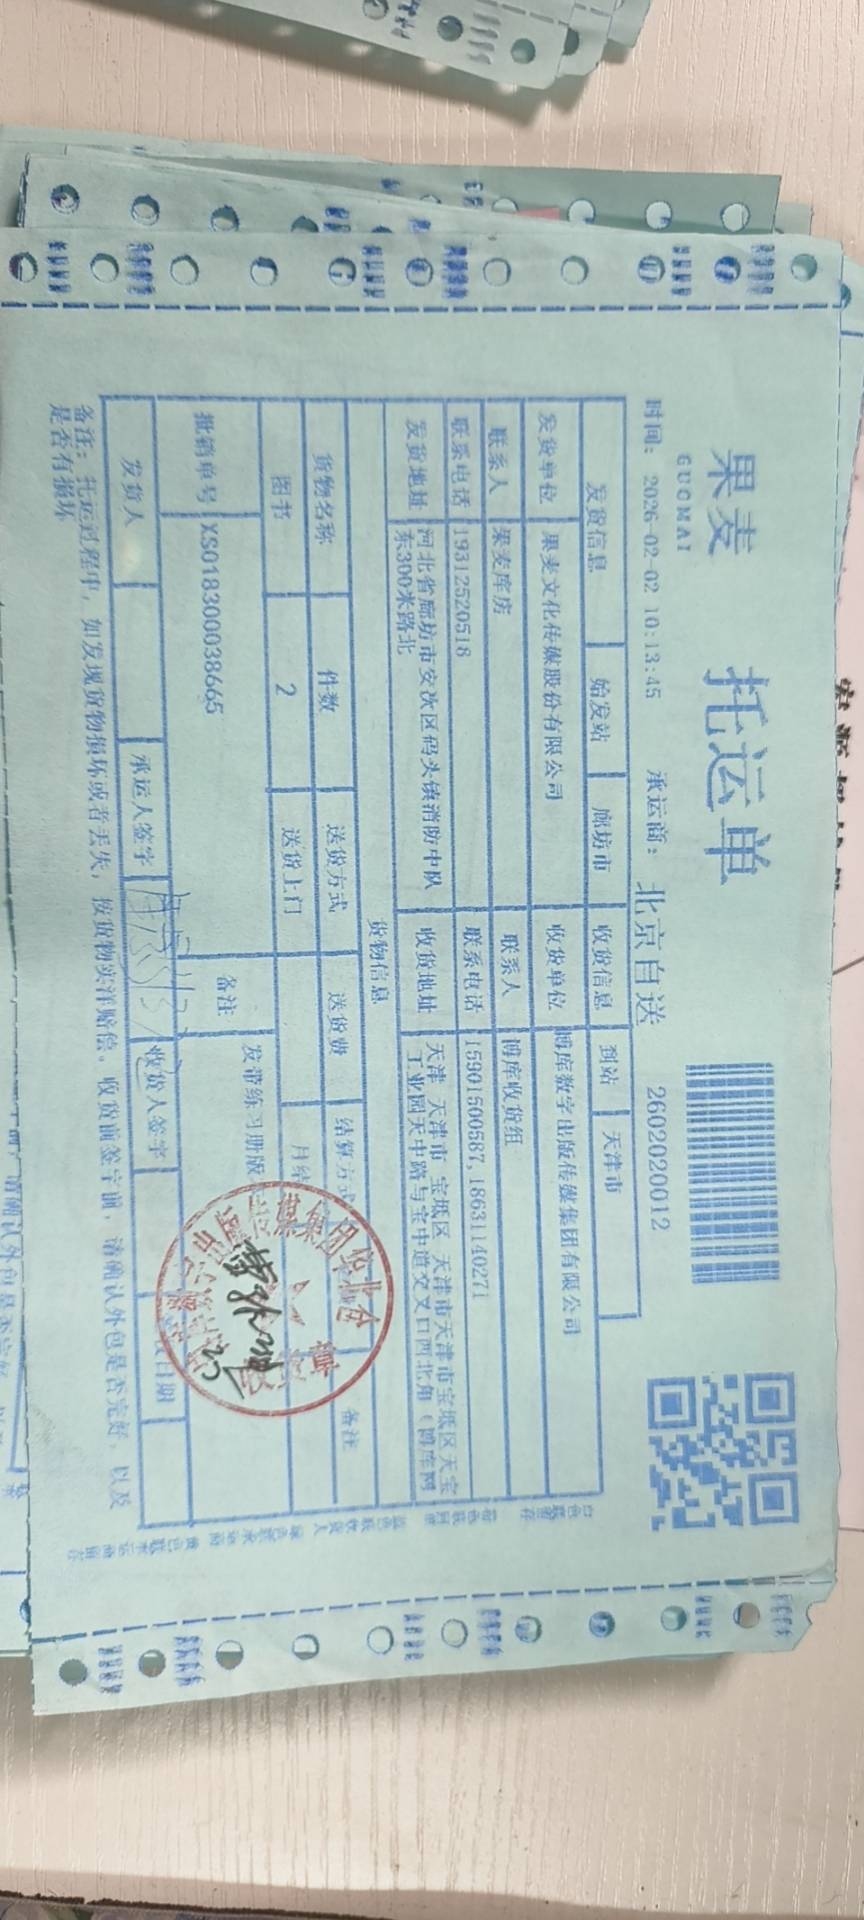 果麦
GUOMAI
托运单
时间: 2026-02-02 10:13:45 承运商: 北京自送 2602020012
发货信息 始发站 廊坊市 收货信息 到站 天津市
发货单位 果麦文化传媒股份有限公司 收货单位 博库数字出版传媒集团有限公司
联系人 果麦库房 联系人 博库收货组
联系电话 19312520518 联系电话 15901500587,18631140271
发货地址 河北省廊坊市安次区码头镇消防中队
东300米路北
收货地址 天津 天津市 宝坻区 天津市天津市宝坻区天宝
工业园天中路与宝中道交叉口西北角(博库网
货物信息
货物名称 件数 送货方式 送货费 结算方式 备注
图书 2 送货上门 月结
批销单号 XS018300038665 备注 发带练习册版
发货人 承运人签字 收货人签字 日期
备注: 托运过程中, 如发现货物损坏或者丢失, 按货物实洋赔偿。收货前签字前, 请确认外包是否完好, 以及
是否有损坏